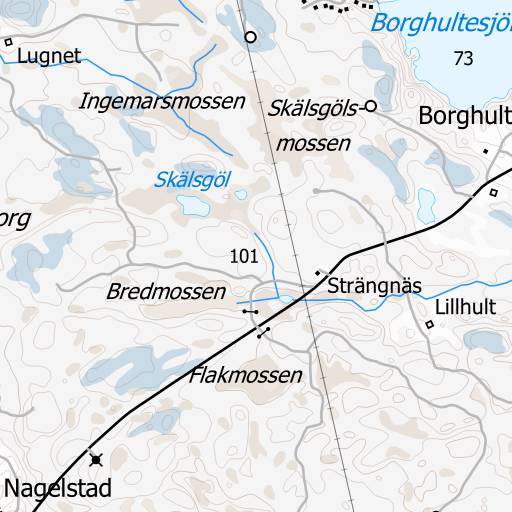 Borghultesjö
Lugnet
73
Ingemarsmossen
Skälsgöls-
mossen
Borghult
Skälsgöl
org
101
Bredmossen
Strängnäs
Lillhult
Flakmossen
Nagelstad